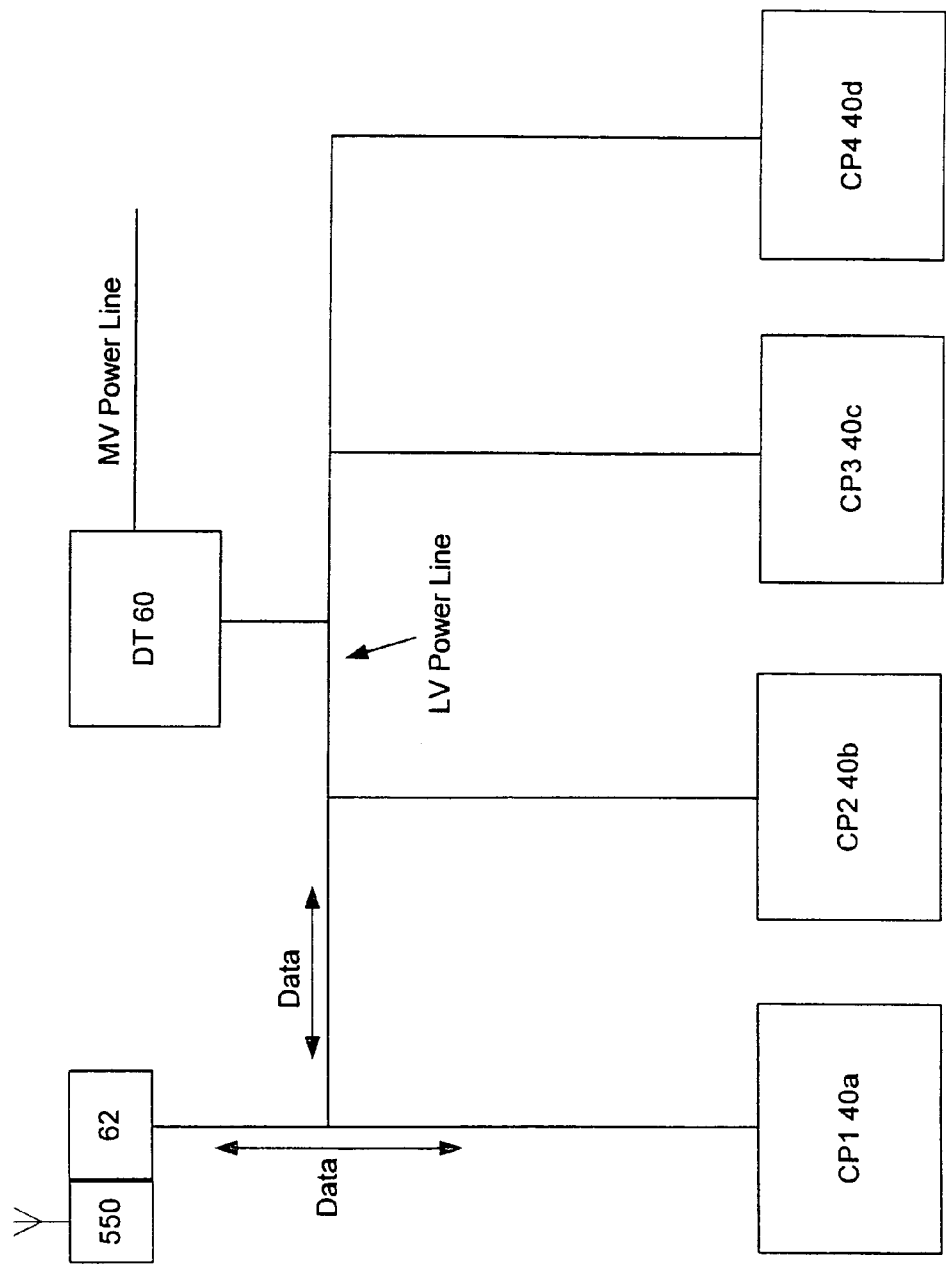 MV Power Line
DT 60
LV Power Line
Data
Data
550
62
CP1 40a
CP2 40b
CP3 40c
CP4 40d